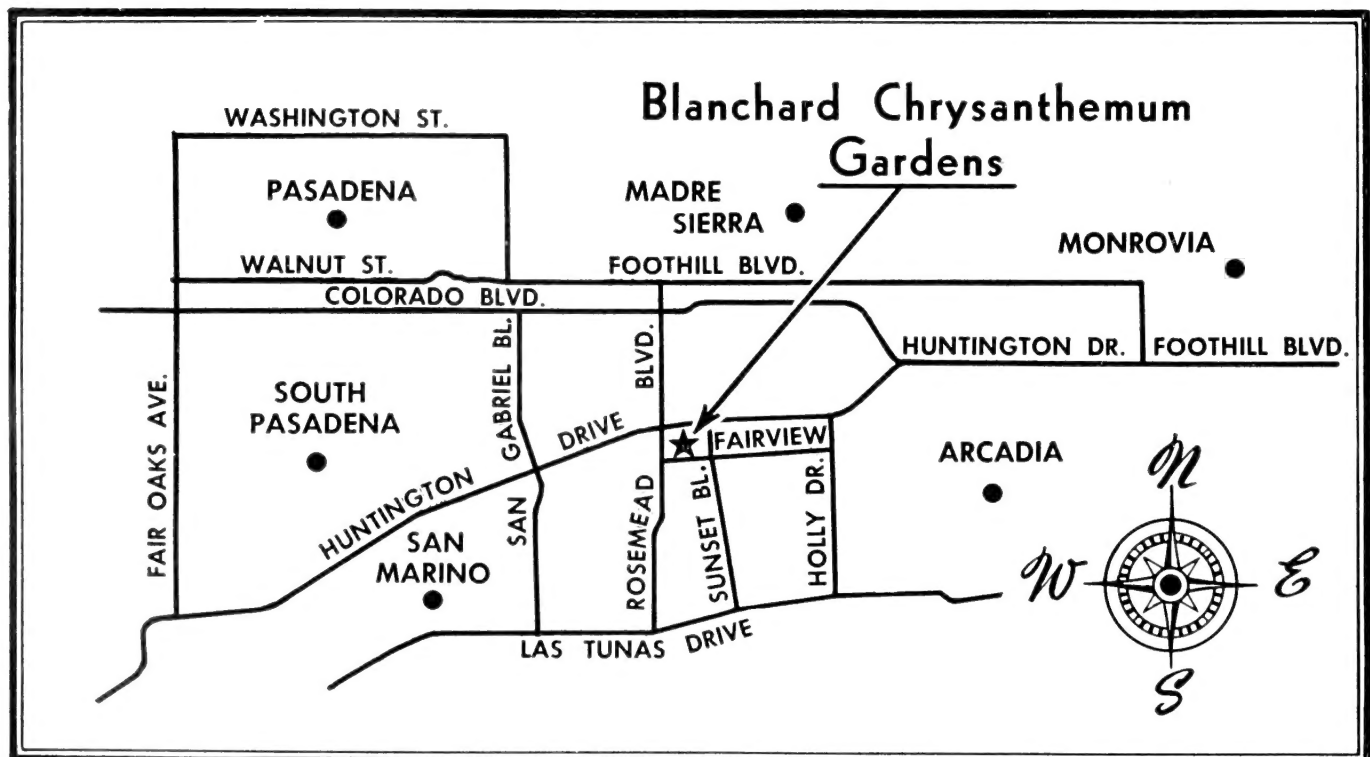 Blanchard Chrysanthemum
Gardens
WASHINGTON ST.
PASADENA
MADRE
SIERRA
MONROVIA
WALNUT ST.
FOOTHILL BLVD.
COLORADO BLVD.
HUNTINGTON DR.
FOOTHILL BLVD.
FAIR OAKS AVE.
SOUTH
PASADENA
SAN GABRIEL BL.
HUNTINGTON DRIVE
ROSEMEAD BLVD.
FAIRVIEW
SUNSET BL.
HOLLY DR.
ARCADIA
SAN
MARINO
LAS TUNAS DRIVE
N
W
E
S